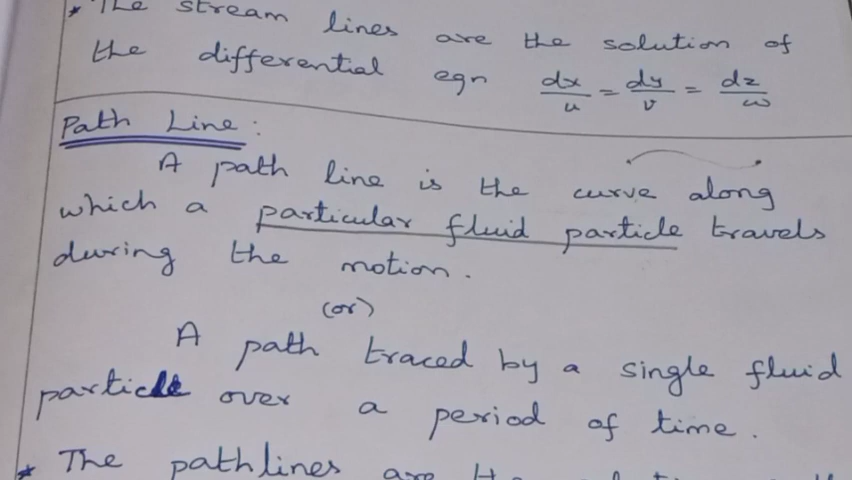 * The stream lines are the solution of
the differential eqn dx/u = dy/v = dz/w
Path Line:
A path line is the curve along
which a particular fluid particle travels
during the motion.
(or)
A path traced by a single fluid
particle over a period of time.
* The pathlines are